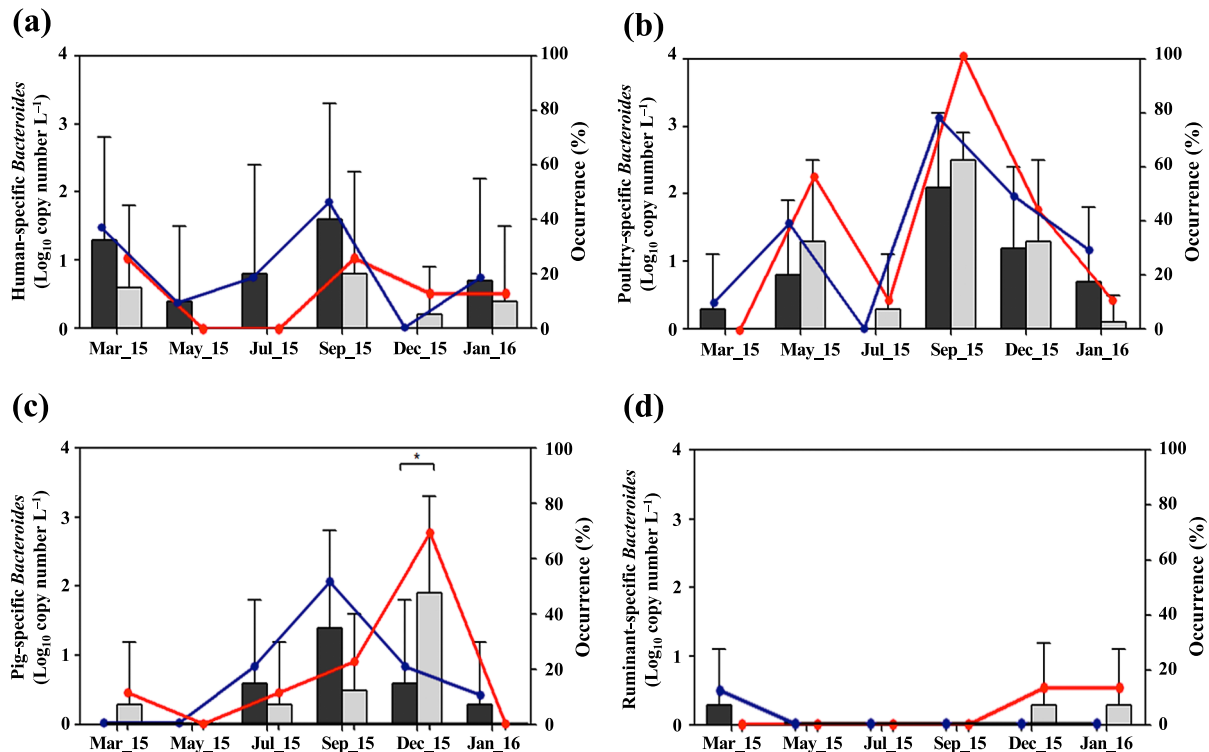 (a)
Human-specific Bacteroides
(Log₁₀ copy number L⁻¹)
4
3
2
1
0
100
80
60
40
20
0
Occurrence (%)
Mar_15 May_15 Jul_15 Sep_15 Dec_15 Jan_16
(b)
Poultry-specific Bacteroides
(Log₁₀ copy number L⁻¹)
4
3
2
1
0
100
80
60
40
20
0
Occurrence (%)
Mar_15 May_15 Jul_15 Sep_15 Dec_15 Jan_16
(c)
Pig-specific Bacteroides
(Log₁₀ copy number L⁻¹)
4
3
2
1
0
*
100
80
60
40
20
0
Occurrence (%)
Mar_15 May_15 Jul_15 Sep_15 Dec_15 Jan_16
(d)
Ruminant-specific Bacteroides
(Log₁₀ copy number L⁻¹)
4
3
2
1
0
100
80
60
40
20
0
Occurrence (%)
Mar_15 May_15 Jul_15 Sep_15 Dec_15 Jan_16